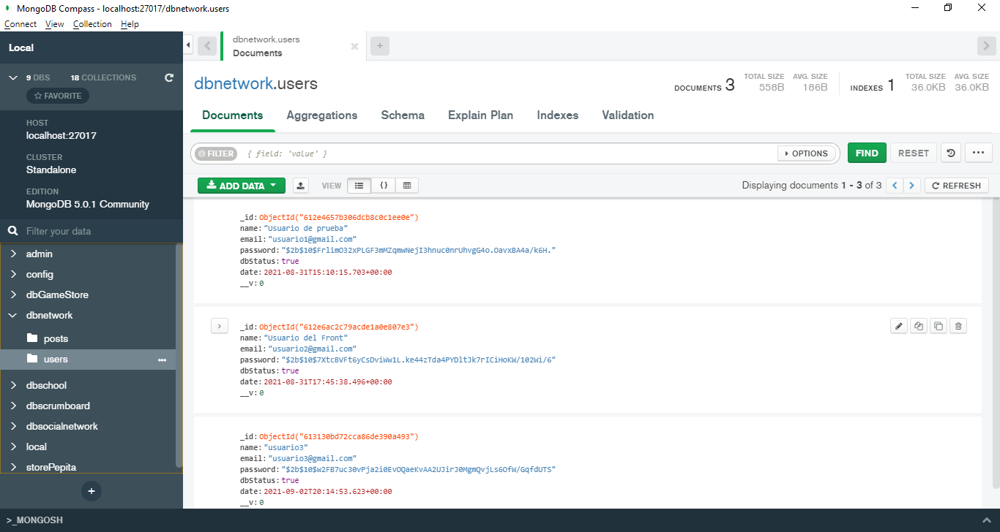 MongoDB Compass - localhost:27017/dbnetwork.users
Connect View Collection Help
Local
9 DBS 18 COLLECTIONS
FAVORITE
HOST
localhost:27017
CLUSTER
Standalone
EDITION
MongoDB 5.0.1 Community
Filter your data
admin
config
dbGameStore
dbnetwork
posts
users
dbschool
dbscrumboard
dbsocialnetwork
local
storePepita
>_MONGOSH
dbnetwork.users
Documents
dbnetwork.users
DOCUMENTS 3 TOTAL SIZE 558B AVG. SIZE 186B INDEXES 1 TOTAL SIZE 36.0KB AVG. SIZE 36.0KB
Documents Aggregations Schema Explain Plan Indexes Validation
FILTER { field: 'value' } OPTIONS FIND RESET
ADD DATA VIEW Displaying documents 1 - 3 of 3 REFRESH
_id: ObjectId("612e4657b306dcb8c0c1ee0e")
name: "Usuario de prueba"
email: "usuario1@gmail.com"
password: "$2b$10$FrlimO32xPLGF3mMZqmwNejI3hnuc0nrUhvgG4o.OavxBA4a/k6H."
dbStatus: true
date: 2021-08-31T15:10:15.703+00:00
__v: 0
_id: ObjectId("612e6ac2c79acde1a0e807e3")
name: "Usuario del Front"
email: "usuario2@gmail.com"
password: "$2b$10$7XtcBVFt6yCsDviWw1L.ke44zTda4PYDltJk7rICiHoKW/102Wi/6"
dbStatus: true
date: 2021-08-31T17:45:38.496+00:00
__v: 0
_id: ObjectId("613130bd72cca86de390a493")
name: "usuario3"
email: "usuario3@gmail.com"
password: "$2b$10$w2FB7uc30vPja2i0EvOQaeKvAA2UJirJ0MgmQvjLs6OfW/GqfdUTS"
dbStatus: true
date: 2021-09-02T20:14:53.623+00:00
__v: 0